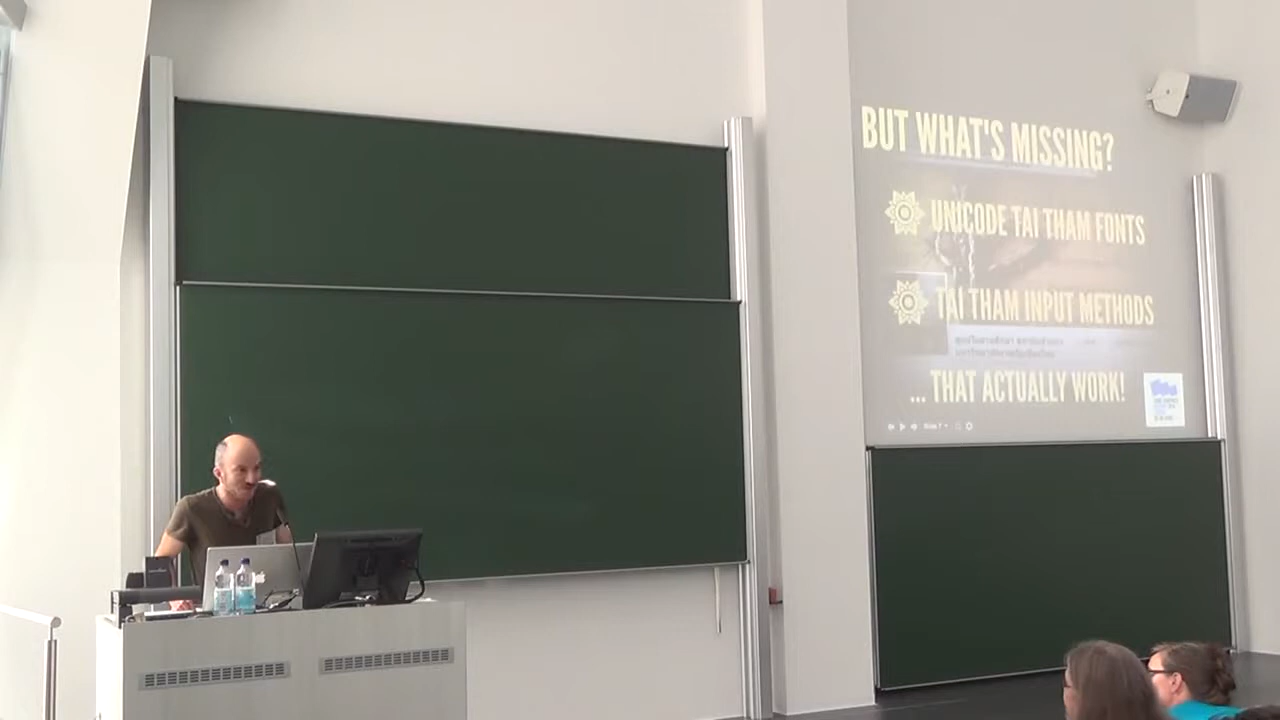 BUT WHAT'S MISSING?
UNICODE TAI THAM FONTS
TAI THAM INPUT METHODS
... THAT ACTUALLY WORK!